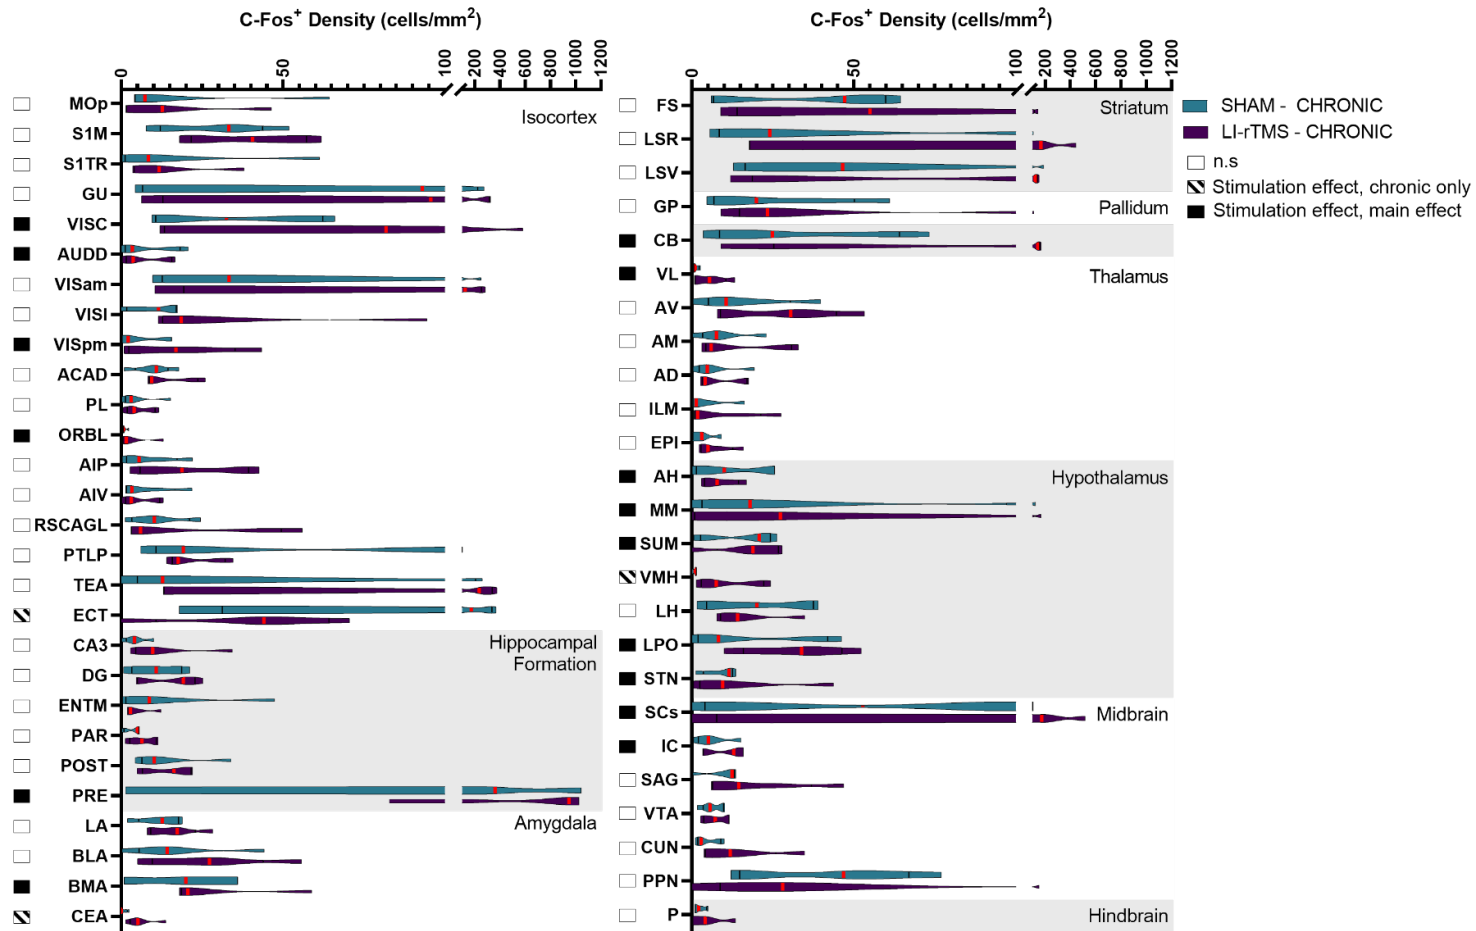 C-Fos+ Density (cells/mm2)
0 50 100 200 400 600 800 1000 1200
Isocortex
MOp
S1M
S1TR
GU
VISC
AUDD
VISam
VISl
VISpm
ACAD
PL
ORBL
AIP
AIV
RSCAGL
PTLP
TEA
ECT
Hippocampal
Formation
CA3
DG
ENTM
PAR
POST
PRE
Amygdala
LA
BLA
BMA
CEA
C-Fos+ Density (cells/mm2)
0 50 100 200 400 600 800 1000 1200
Striatum
FS
LSR
LSV
Pallidum
GP
CB
Thalamus
VL
AV
AM
AD
ILM
EPI
Hypothalamus
AH
MM
SUM
VMH
LH
LPO
STN
Midbrain
SCs
IC
SAG
VTA
CUN
PPN
Hindbrain
P
SHAM - CHRONIC
LI-rTMS - CHRONIC
n.s
Stimulation effect, chronic only
Stimulation effect, main effect